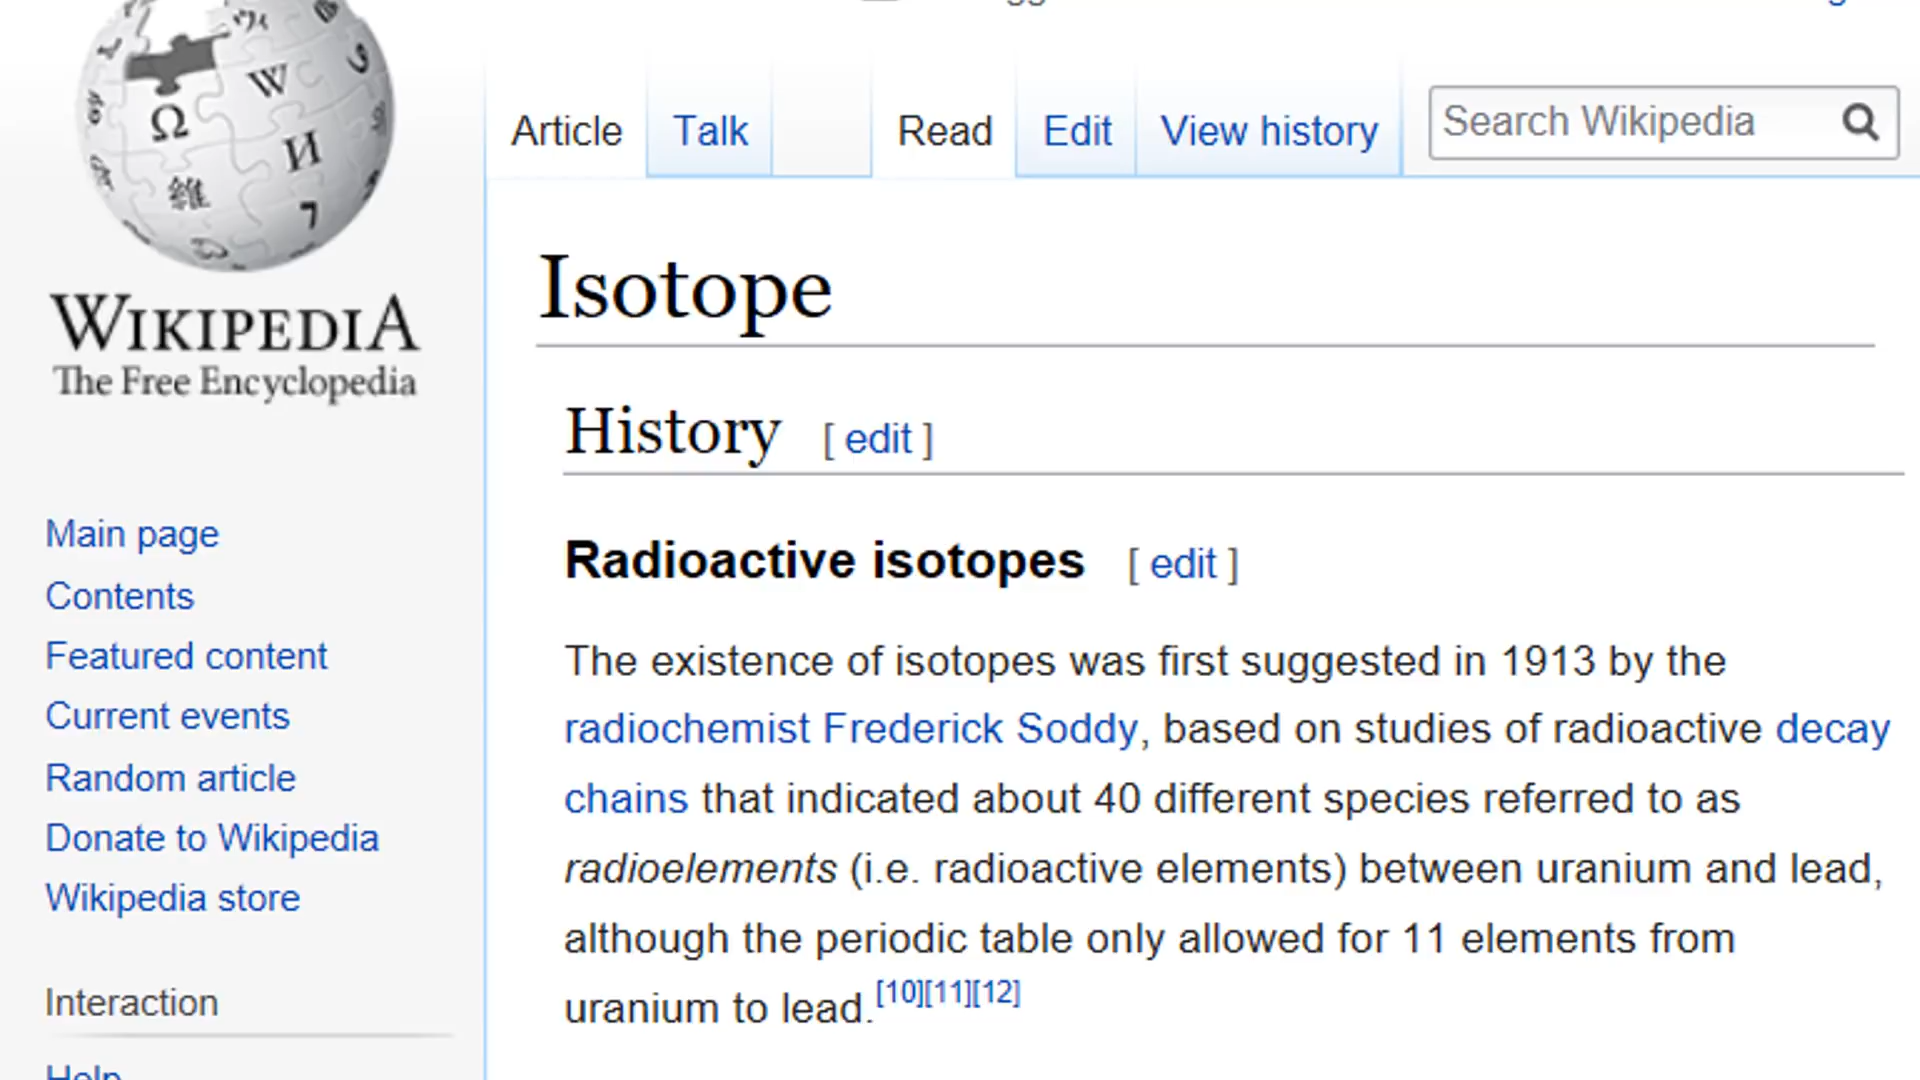 Ω
W
И
維
7
WIKIPEDIA
The Free Encyclopedia
Main page
Contents
Featured content
Current events
Random article
Donate to Wikipedia
Wikipedia store
Interaction
Help
Article Talk Read Edit View history Search Wikipedia
Isotope
History [ edit ]
Radioactive isotopes [ edit ]
The existence of isotopes was first suggested in 1913 by the
radiochemist Frederick Soddy, based on studies of radioactive decay
chains that indicated about 40 different species referred to as
radioelements (i.e. radioactive elements) between uranium and lead,
although the periodic table only allowed for 11 elements from
uranium to lead.[10][11][12]